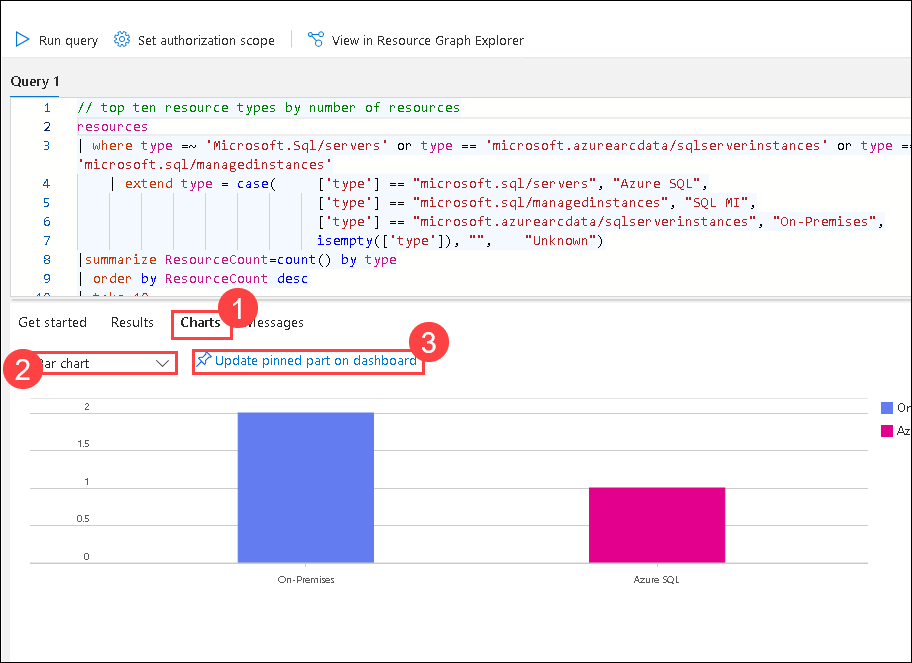 Run query Set authorization scope View in Resource Graph Explorer
Query 1
1 // top ten resource types by number of resources
2 resources
3 | where type =~ 'Microsoft.Sql/servers' or type == 'microsoft.azurearcdata/sqlserverinstances' or type ==
'microsoft.sql/managedinstances'
4 | extend type = case( ['type'] == "microsoft.sql/servers", "Azure SQL",
5 ['type'] == "microsoft.sql/managedinstances", "SQL MI",
6 ['type'] == "microsoft.azurearcdata/sqlserverinstances", "On-Premises",
7 isempty(['type']), "", "Unknown")
8 |summarize ResourceCount=count() by type
9 | order by ResourceCount desc
10 | take 10
1
Get started Results Charts Messages
3
2 Bar chart Update pinned part on dashboard
2
1.5
1
0.5
0
On-Premises Azure SQL
On
Az